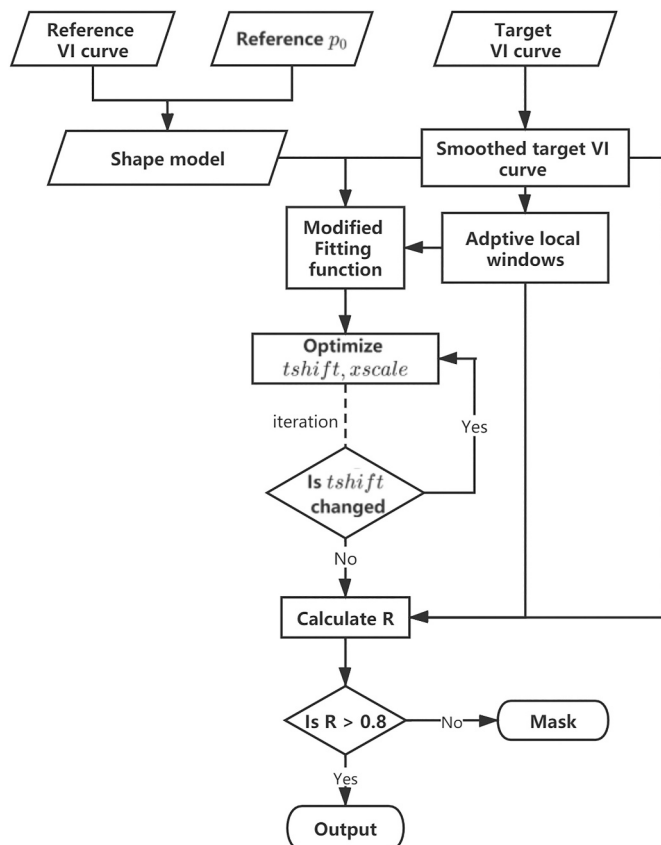 Reference
VI curve
Reference p₀
Target
VI curve
Shape model
Smoothed target VI
curve
Modified
Fitting
function
Adptive local
windows
Optimize
tshift, xscale
iteration
Yes
Is tshift
changed
No
Calculate R
Is R > 0.8
No
Mask
Yes
Output